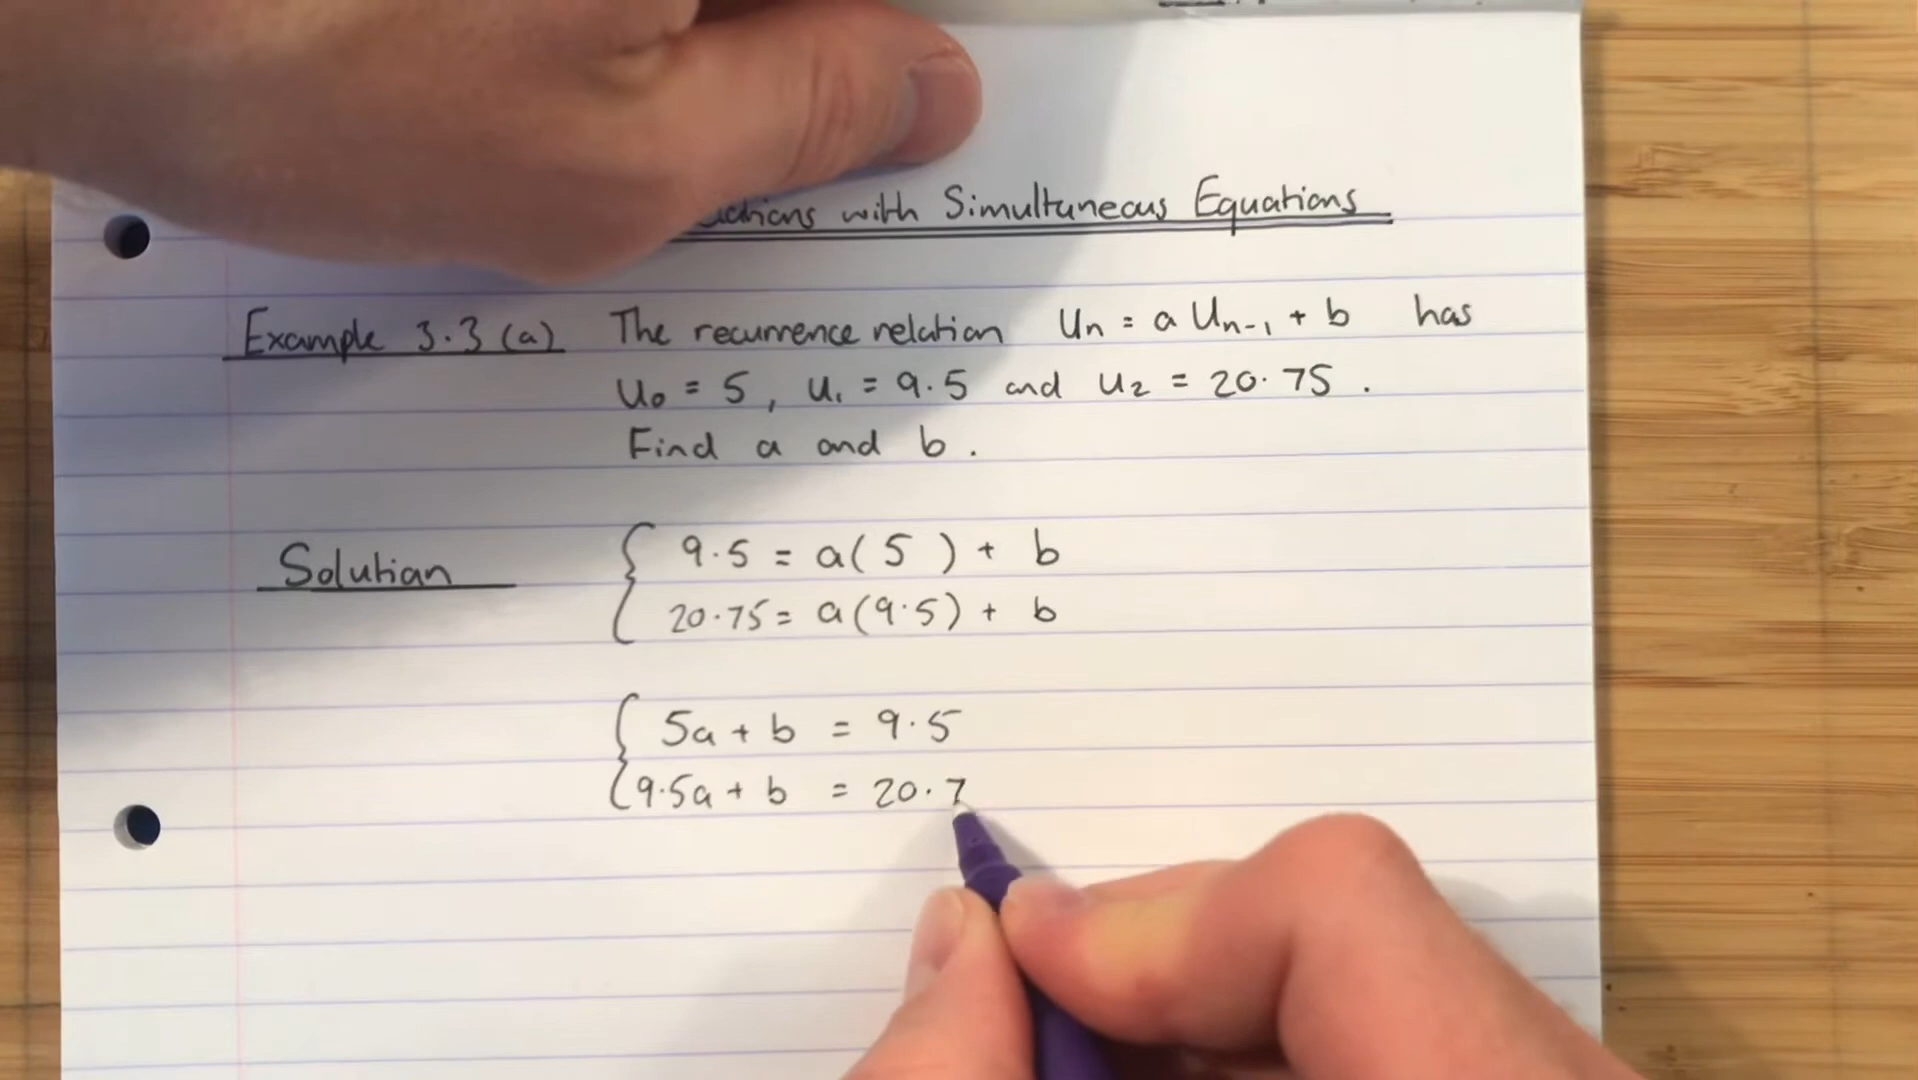 with Simultaneous Equations
Example 3.3 (a) The recurrence relation Un = a Un-1 + b has
U0 = 5, U1 = 9.5 and U2 = 20.75.
Find a and b.
Solution 9.5 = a( 5 ) + b
20.75 = a(9.5) + b
5a + b = 9.5
9.5a + b = 20.7